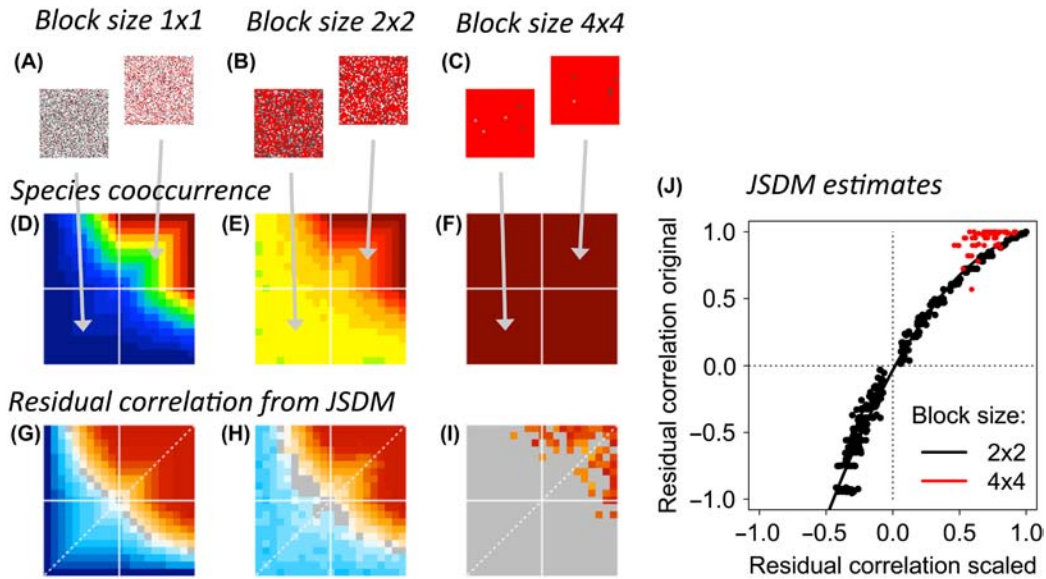 Block size 1x1 Block size 2x2 Block size 4x4
(A) (B) (C)
Species cooccurrence
(D) (E) (F)
Residual correlation from JSDM
(G) (H) (I)
(J) JSDM estimates
Residual correlation original
1.0
0.5
0.0
−0.5
−1.0
Block size:
2x2
4x4
−1.0 −0.5 0.0 0.5 1.0
Residual correlation scaled